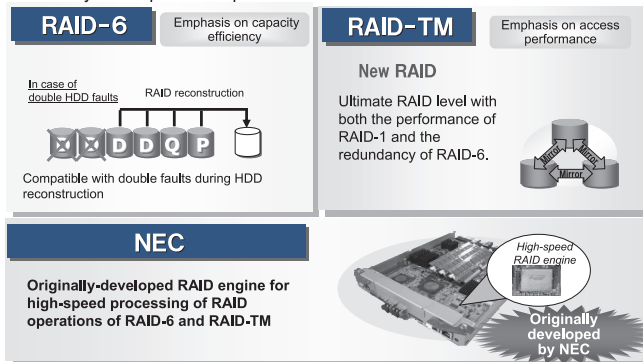 RAID-6
Emphasis on capacity
efficiency
In case of
double HDD faults
RAID reconstruction
D D Q P
Compatible with double faults during HDD
reconstruction
RAID-TM
Emphasis on access
performance
New RAID
Ultimate RAID level with
both the performance of
RAID-1 and the
redundancy of RAID-6.
Mirror
Mirror
Mirror
NEC
Originally-developed RAID engine for
high-speed processing of RAID
operations of RAID-6 and RAID-TM
High-speed
RAID engine
Originally
developed
by NEC